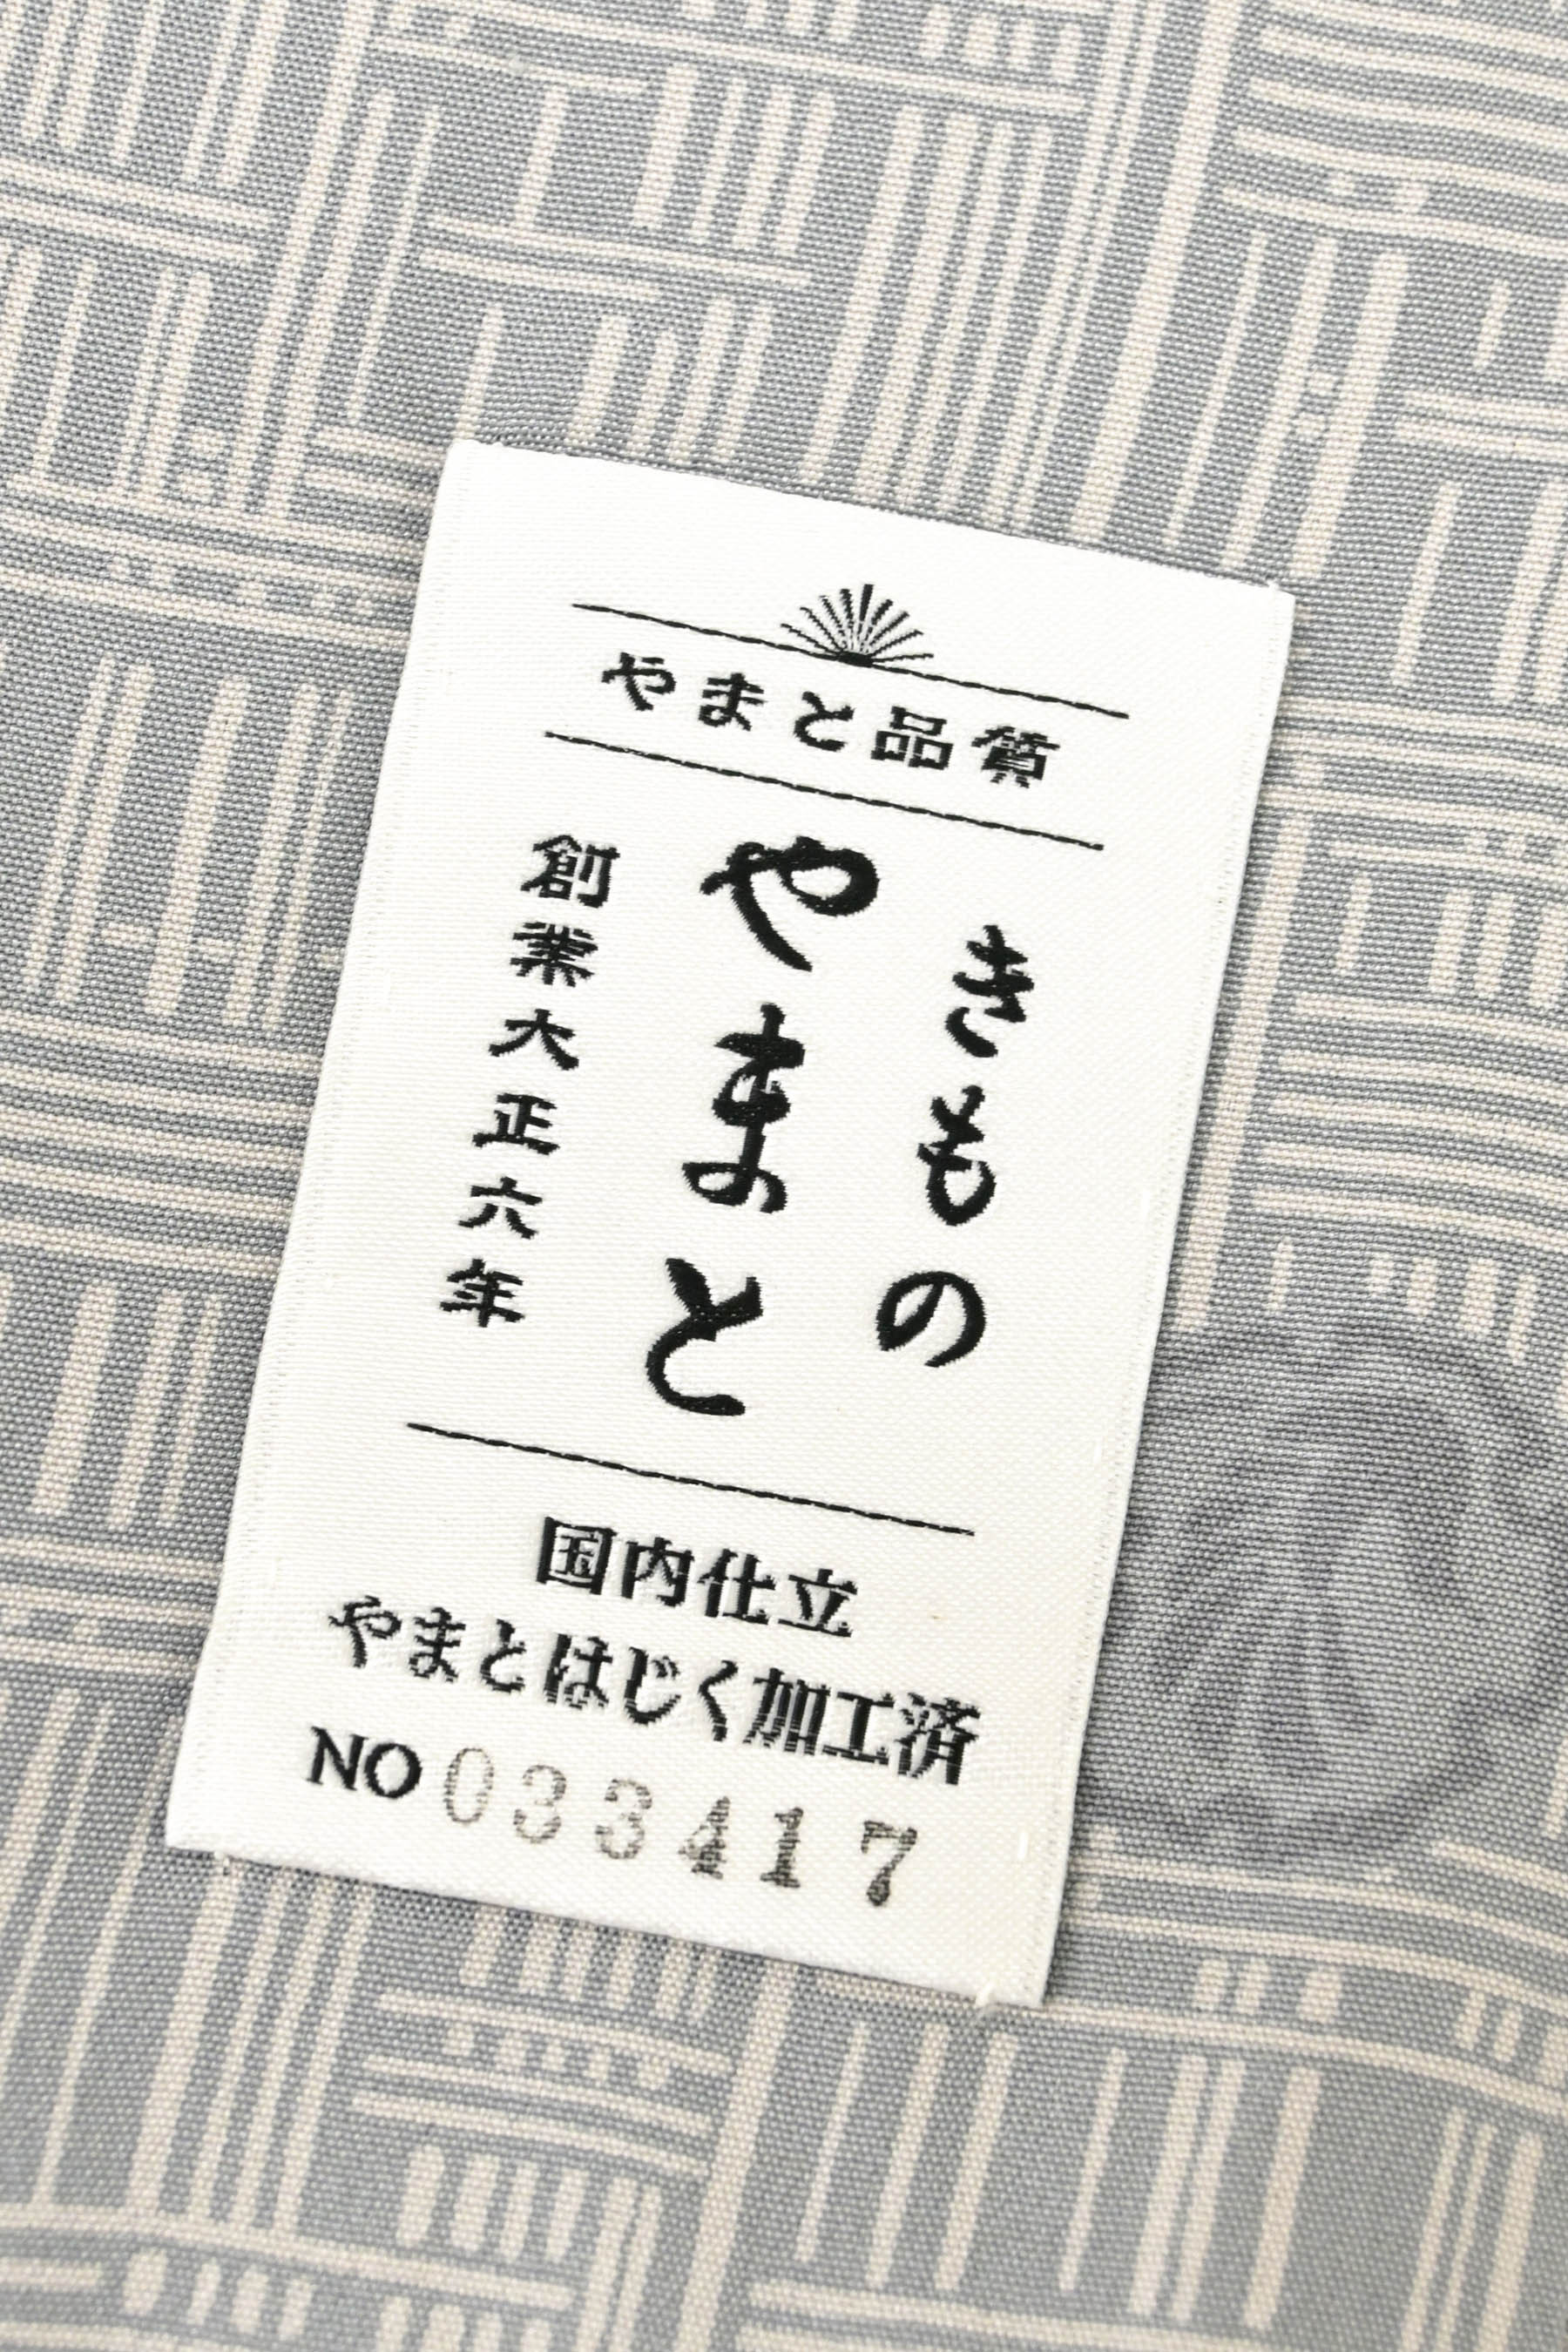 やまと品質
きもの
やまと
創業大正六年
国内仕立
やまとはじく加工済
NO 033417